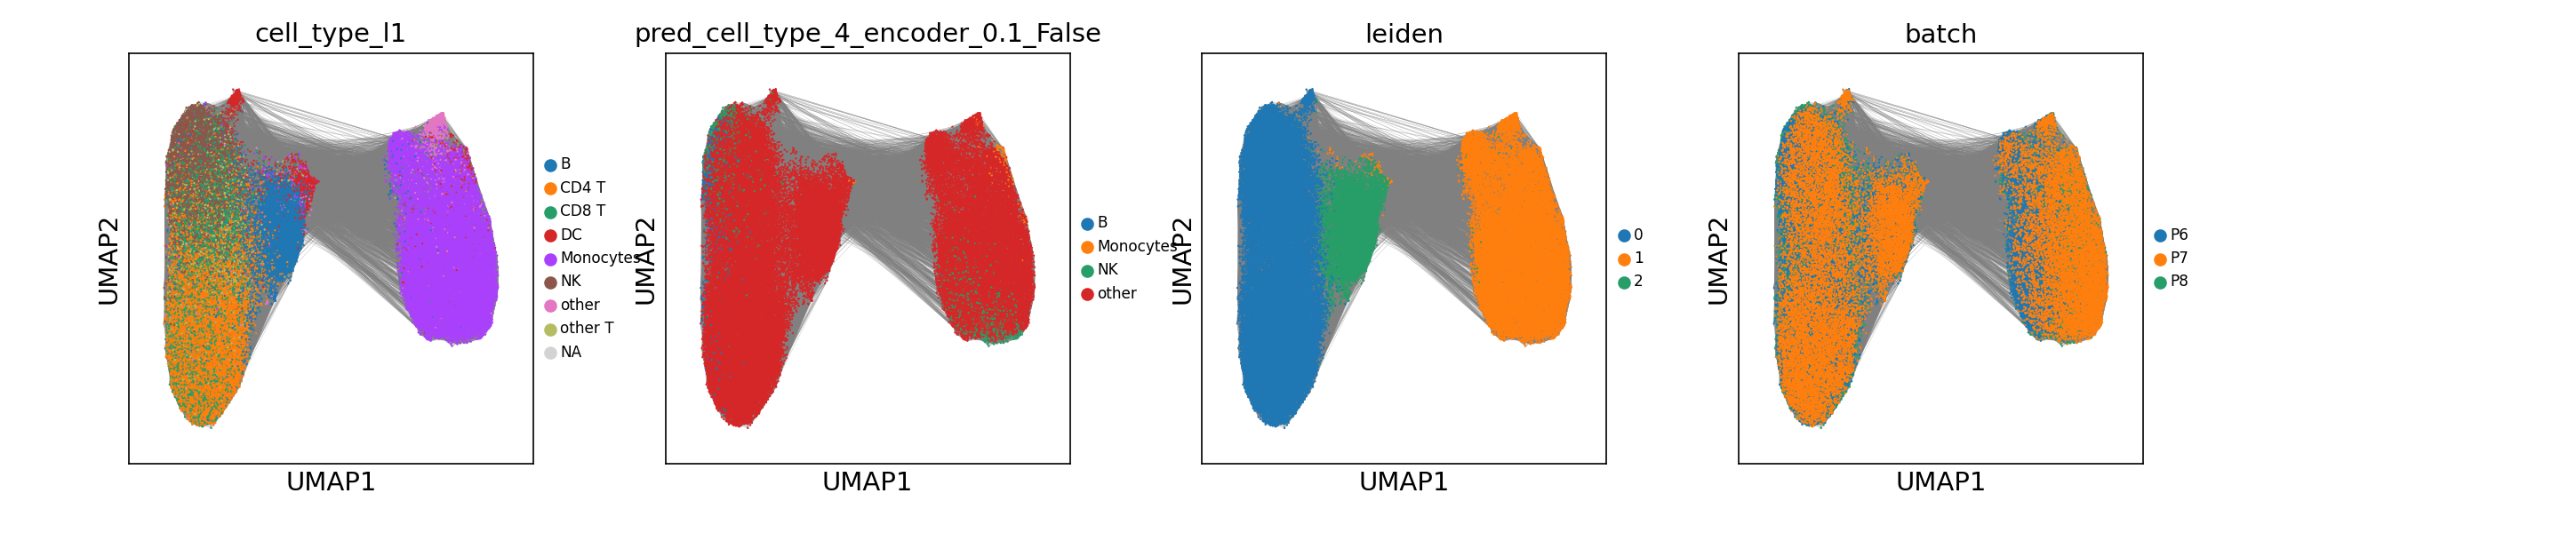 cell_type_l1
UMAP2
UMAP1
B
CD4 T
CD8 T
DC
Monocytes
NK
other
other T
NA
pred_cell_type_4_encoder_0.1_False
UMAP2
UMAP1
B
Monocytes
NK
other
leiden
UMAP2
UMAP1
0
1
2
batch
UMAP2
UMAP1
P6
P7
P8